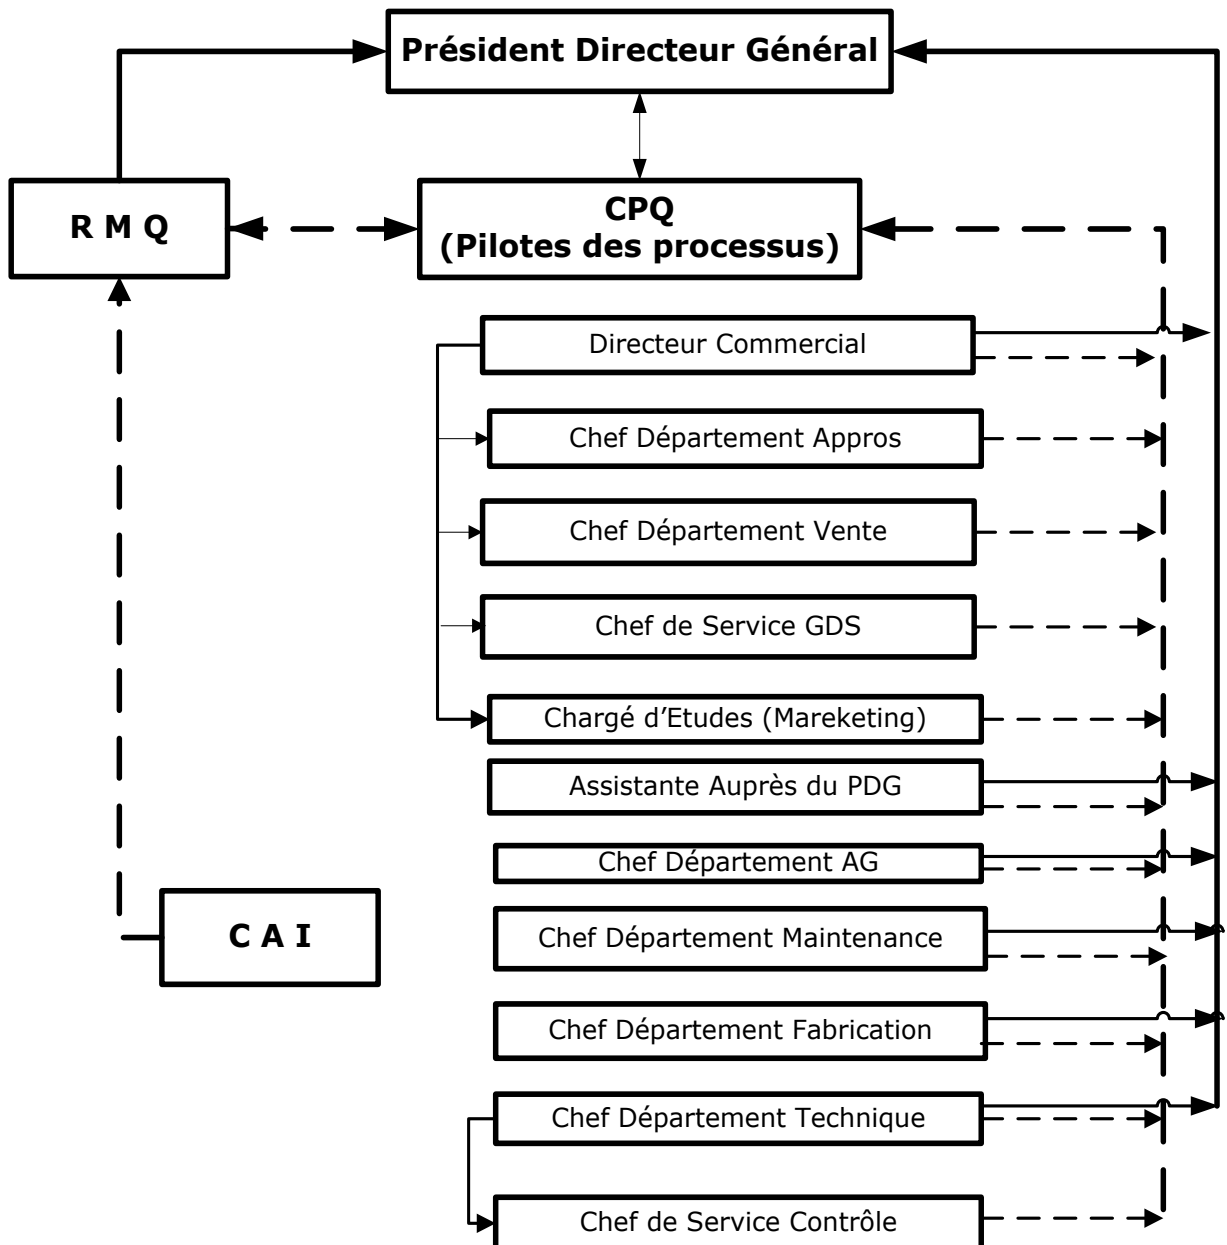 Président Directeur Général
R M Q
CPQ
(Pilotes des processus)
Directeur Commercial
Chef Département Appros
Chef Département Vente
Chef de Service GDS
Chargé d’Etudes (Mareketing)
Assistante Auprès du PDG
Chef Département AG
C A I
Chef Département Maintenance
Chef Département Fabrication
Chef Département Technique
Chef de Service Contrôle